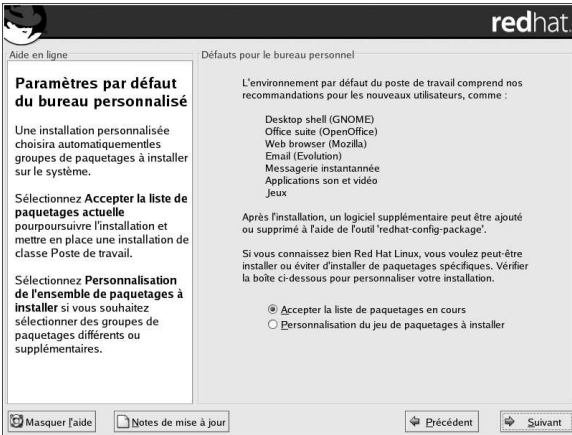 redhat.
Aide en ligne
Paramètres par défaut
du bureau personnalisé
Une installation personnalisée
choisira automatiquementles
groupes de paquetages à installer
sur le système.
Sélectionnez Accepter la liste de
paquetages actuelle
pourpoursuivre l'installation et
mettre en place une installation de
classe Poste de travail.
Sélectionnez Personnalisation
de l'ensemble de paquetages à
installer si vous souhaitez
sélectionner des groupes de
paquetages différents ou
supplémentaires.
Défauts pour le bureau personnel
L'environnement par défaut du poste de travail comprend nos
recommandations pour les nouveaux utilisateurs, comme :
Desktop shell (GNOME)
Office suite (OpenOffice)
Web browser (Mozilla)
Email (Evolution)
Messagerie instantannée
Applications son et vidéo
Jeux
Après l'installation, un logiciel supplémentaire peut être ajouté
ou supprimé à l'aide de l'outil 'redhat-config-package'.
Si vous connaissez bien Red Hat Linux, vous voulez peut-être
installer ou éviter d'installer de paquetages spécifiques. Vérifier
la boîte ci-dessous pour personnaliser votre installation.
Accepter la liste de paquetages en cours
Personnalisation du jeu de paquetages à installer
Masquer l'aide
Notes de mise à jour
Précédent
Suivant